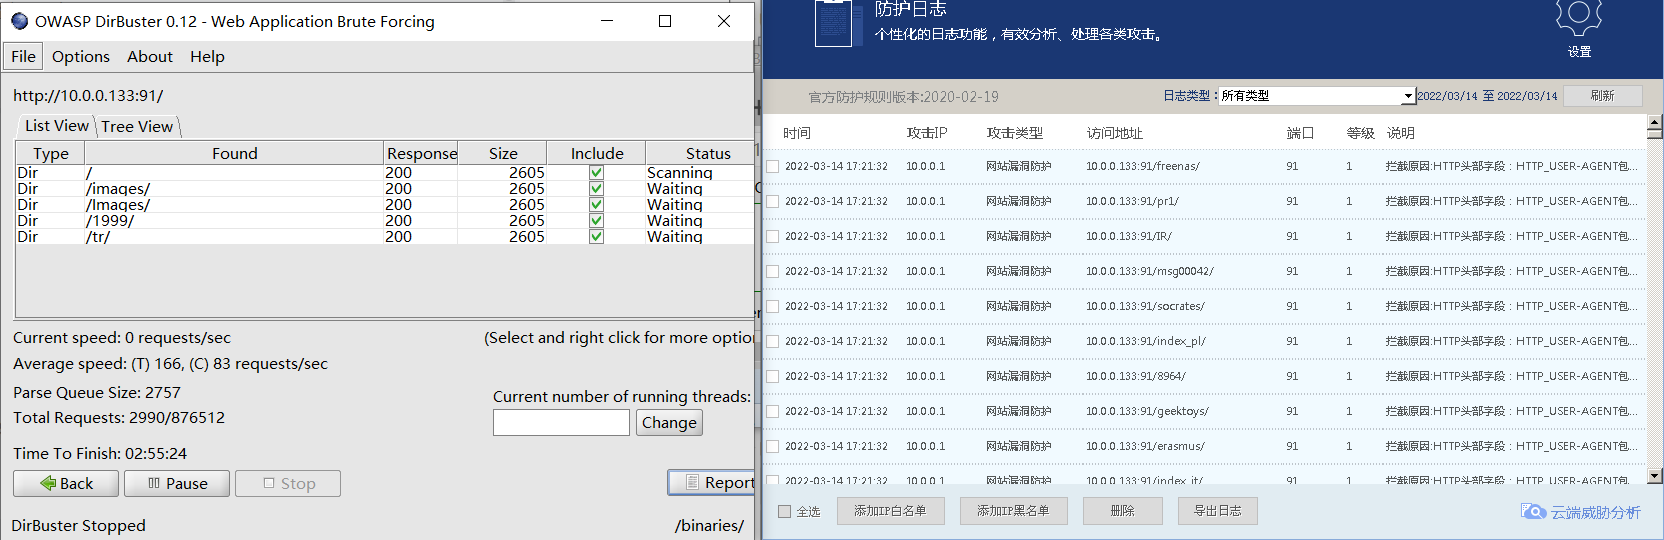 OWASP DirBuster 0.12 - Web Application Brute Forcing
File Options About Help
http://10.0.0.133:91/
List View Tree View
Type Found Response Size Include Status
Dir / 200 2605 Scanning
Dir /images/ 200 2605 Waiting
Dir /Images/ 200 2605 Waiting
Dir /1999/ 200 2605 Waiting
Dir /tr/ 200 2605 Waiting
Current speed: 0 requests/sec (Select and right click for more optio
Average speed: (T) 166, (C) 83 requests/sec
Parse Queue Size: 2757
Current number of running threads:
Total Requests: 2990/876512
Change
Time To Finish: 02:55:24
Back Pause Stop Report
DirBuster Stopped /binaries/
防护日志
个性化的日志功能，有效分析、处理各类攻击。
设置
官方防护规则版本:2020-02-19 日志类型： 所有类型 2022/03/14 至 2022/03/14 刷新
时间 攻击IP 攻击类型 访问地址 端口 等级 说明
2022-03-14 17:21:32 10.0.0.1 网站漏洞防护 10.0.0.133:91/freenas/ 91 1 拦截原因:HTTP头部字段：HTTP_USER-AGENT包...
2022-03-14 17:21:32 10.0.0.1 网站漏洞防护 10.0.0.133:91/pr1/ 91 1 拦截原因:HTTP头部字段：HTTP_USER-AGENT包...
2022-03-14 17:21:32 10.0.0.1 网站漏洞防护 10.0.0.133:91/IR/ 91 1 拦截原因:HTTP头部字段：HTTP_USER-AGENT包...
2022-03-14 17:21:32 10.0.0.1 网站漏洞防护 10.0.0.133:91/msg00042/ 91 1 拦截原因:HTTP头部字段：HTTP_USER-AGENT包...
2022-03-14 17:21:32 10.0.0.1 网站漏洞防护 10.0.0.133:91/socrates/ 91 1 拦截原因:HTTP头部字段：HTTP_USER-AGENT包...
2022-03-14 17:21:32 10.0.0.1 网站漏洞防护 10.0.0.133:91/index_pl/ 91 1 拦截原因:HTTP头部字段：HTTP_USER-AGENT包...
2022-03-14 17:21:32 10.0.0.1 网站漏洞防护 10.0.0.133:91/8964/ 91 1 拦截原因:HTTP头部字段：HTTP_USER-AGENT包...
2022-03-14 17:21:32 10.0.0.1 网站漏洞防护 10.0.0.133:91/geektoys/ 91 1 拦截原因:HTTP头部字段：HTTP_USER-AGENT包...
2022-03-14 17:21:32 10.0.0.1 网站漏洞防护 10.0.0.133:91/erasmus/ 91 1 拦截原因:HTTP头部字段：HTTP_USER-AGENT包...
2022-03-14 17:21:32 10.0.0.1 网站漏洞防护 10.0.0.133:91/index_it/ 91 1 拦截原因:HTTP头部字段：HTTP_USER-AGENT包...
全选 添加IP白名单 添加IP黑名单 删除 导出日志 云端威胁分析